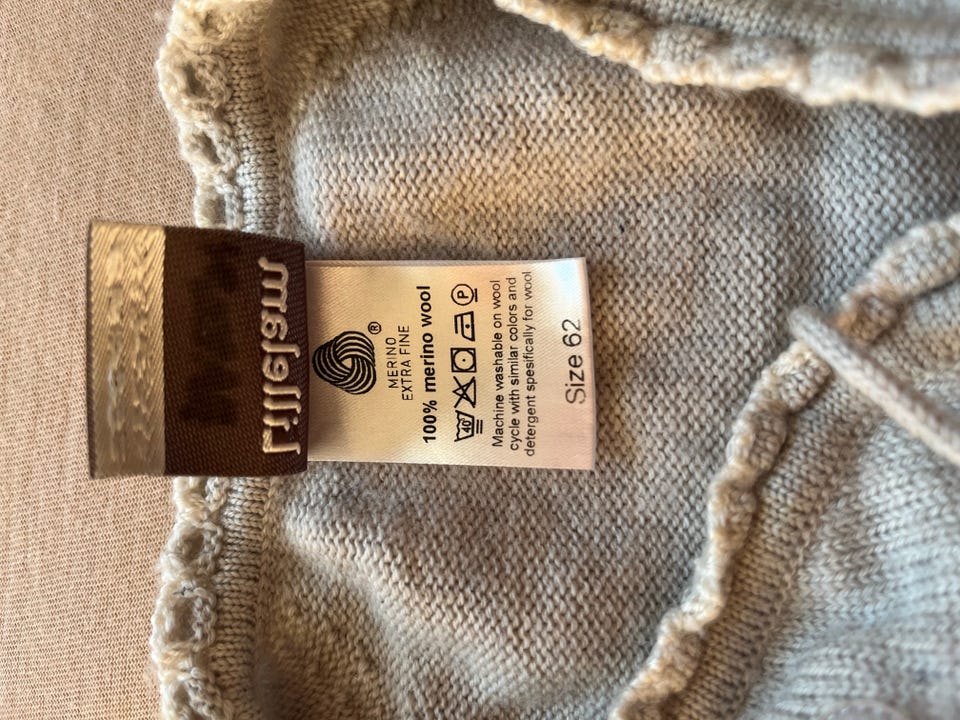 lillelam
®
MERINO
EXTRA FINE
100% merino wool
40 P
Machine washable on wool
cycle with similar colors and
detergent spesifically for wool
Size 62